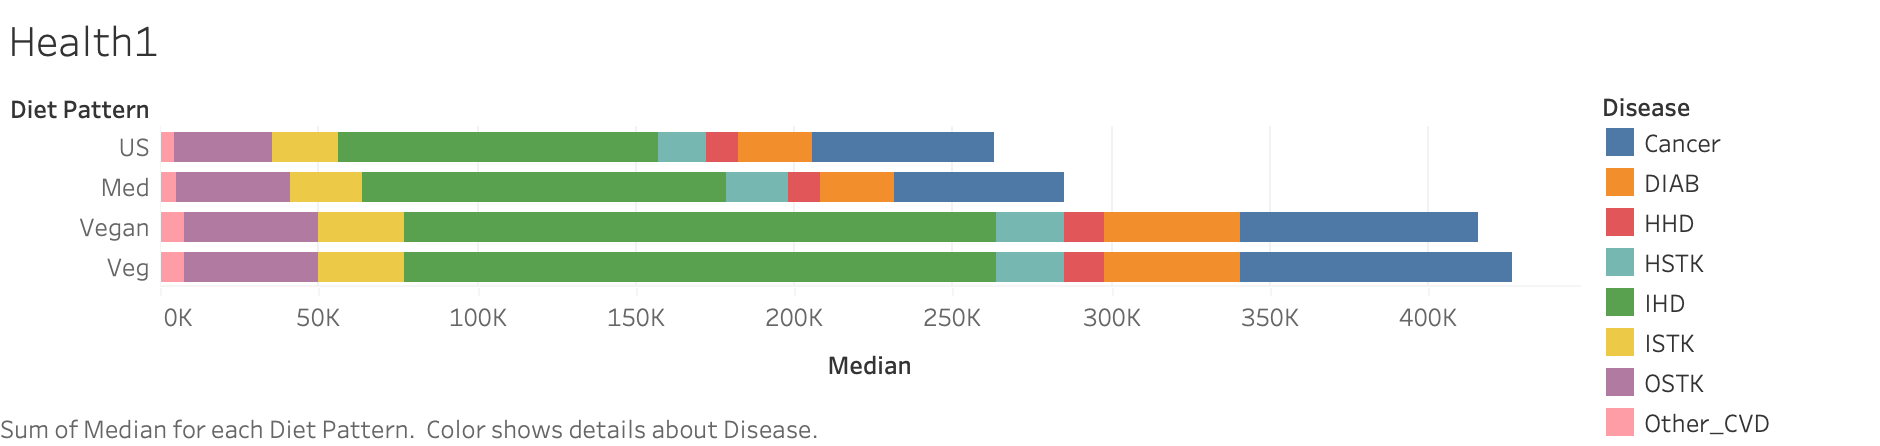 Health1
Diet Pattern
US
Med
Vegan
Veg
0K 50K 100K 150K 200K 250K 300K 350K 400K
Median
Sum of Median for each Diet Pattern.  Color shows details about Disease.
Disease
Cancer
DIAB
HHD
HSTK
IHD
ISTK
OSTK
Other_CVD